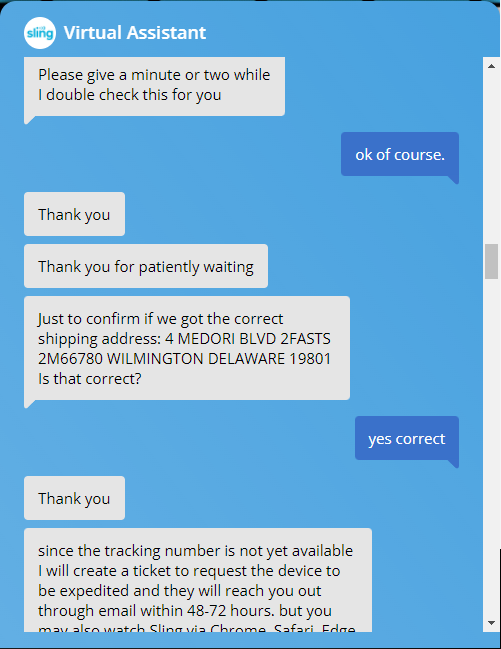 sling Virtual Assistant
Please give a minute or two while
I double check this for you
ok of course.
Thank you
Thank you for patiently waiting
Just to confirm if we got the correct
shipping address: 4 MEDORI BLVD 2FASTS
2M66780 WILMINGTON DELAWARE 19801
Is that correct?
yes correct
Thank you
since the tracking number is not yet available
I will create a ticket to request the device to
be expedited and they will reach you out
through email within 48-72 hours. but you
may also watch Sling via Chrome, Safari, Edge